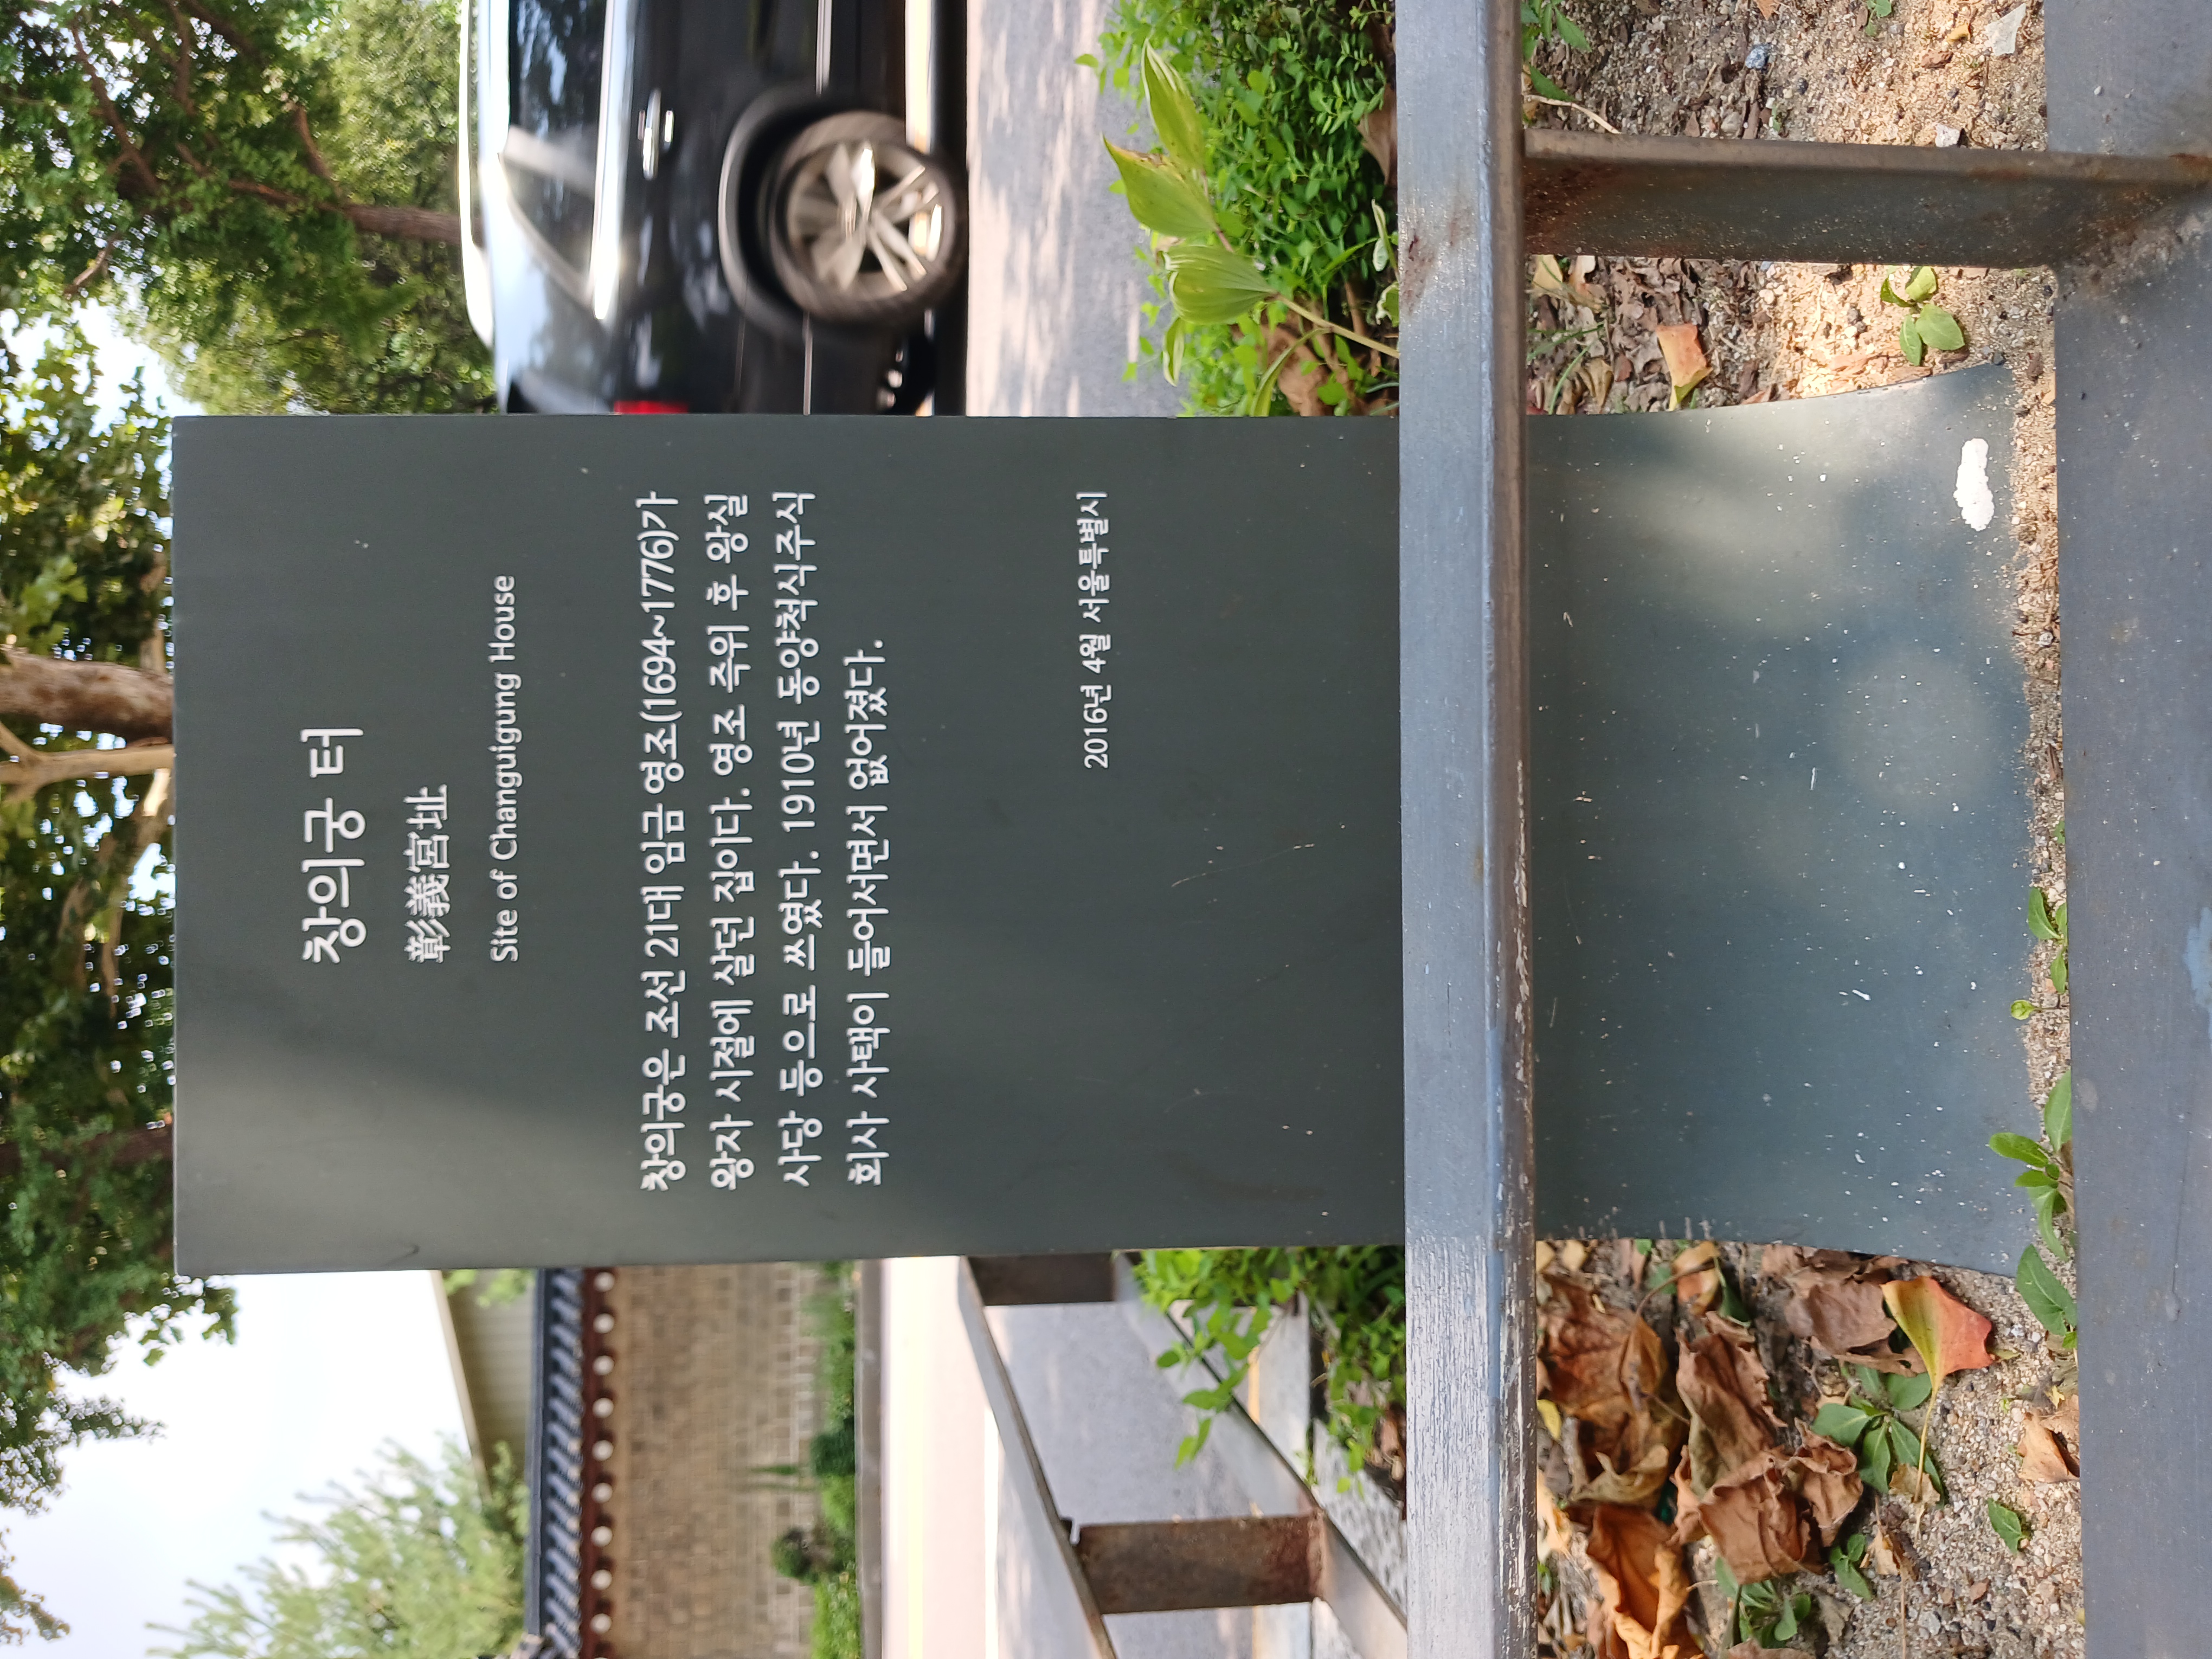 창의궁 터
彰義宮址
Site of Changuigung House
창의궁은 조선 21대 임금 영조(1694~1776)가
왕자 시절에 살던 집이다. 영조 즉위 후 왕실
사당 등으로 쓰였다. 1910년 동양척식주식
회사 사택이 들어서면서 없어졌다.
2016년 4월 서울특별시